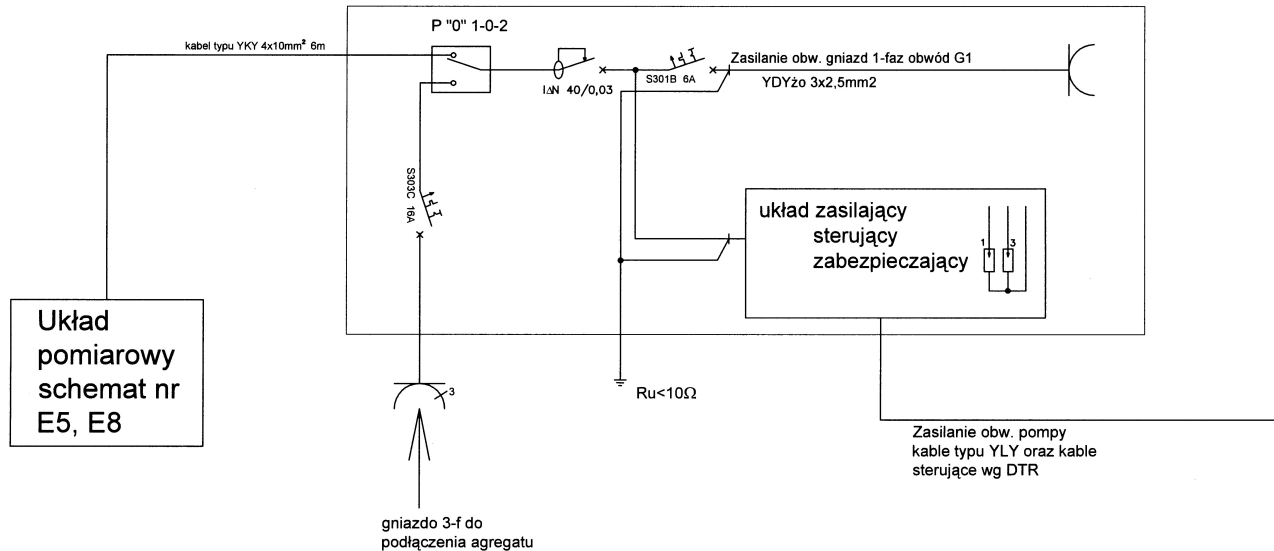 P "0" 1-0-2
kabel typu YKY 4x10mm² 6m
Zasilanie obw. gniazd 1-faz obwód G1
S301B 6A
YDYżo 3x2,5mm2
IΔN 40/0,03
S303C 16A
układ zasilający
sterujący
zabezpieczający
1
3
Układ
pomiarowy
schemat nr
E5, E8
3
Ru<10Ω
Zasilanie obw. pompy
kable typu YLY oraz kable
sterujące wg DTR
gniazdo 3-f do
podłączenia agregatu